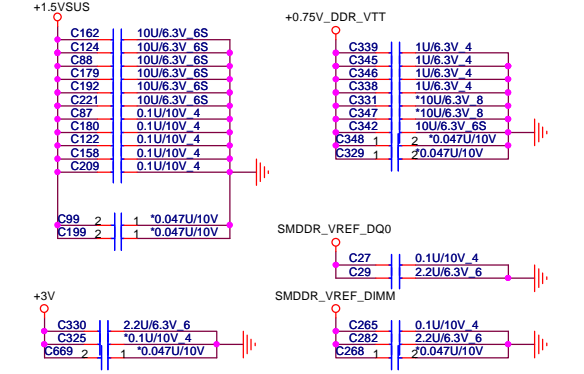 +1.5VSUS
C162 10U/6.3V_6S
C124 10U/6.3V_6S
C88 10U/6.3V_6S
C179 10U/6.3V_6S
C192 10U/6.3V_6S
C221 10U/6.3V_6S
C87 0.1U/10V_4
C180 0.1U/10V_4
C122 0.1U/10V_4
C158 0.1U/10V_4
C209 0.1U/10V_4
C99 2 1 *0.047U/10V
C199 2 1 *0.047U/10V
+0.75V_DDR_VTT
C339 1U/6.3V_4
C345 1U/6.3V_4
C346 1U/6.3V_4
C338 1U/6.3V_4
C331 *10U/6.3V_8
C347 *10U/6.3V_8
C342 10U/6.3V_6S
C348 1 2 *0.047U/10V
C329 1 2 *0.047U/10V
SMDDR_VREF_DQ0
C27 0.1U/10V_4
C29 2.2U/6.3V_6
+3V
C330 2.2U/6.3V_6
C325 *0.1U/10V_4
C669 2 1 *0.047U/10V
SMDDR_VREF_DIMM
C265 0.1U/10V_4
C282 2.2U/6.3V_6
C268 1 2 *0.047U/10V